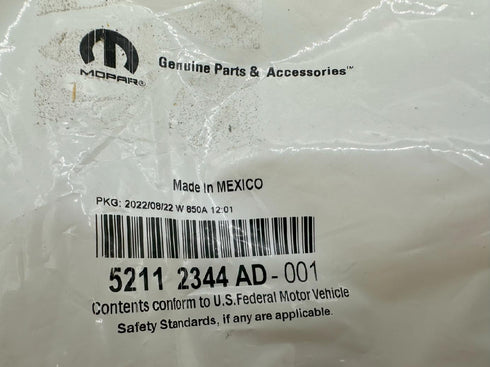 MOPAR®
Genuine Parts & Accessories™
Made In MEXICO
PKG: 2022/08/22 W 850A 12:01
5211 2344 AD - 001
Contents conform to U.S. Federal Motor Vehicle
Safety Standards, if any are applicable.